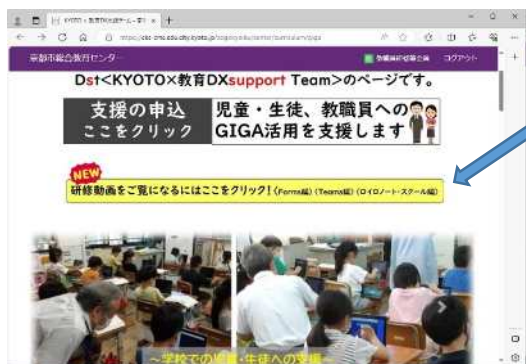 京都市総合教育センター
ログアウト
Dst<KYOTO×教育DXsupport Team>のページです。
支援の申込
ここをクリック
児童・生徒、教職員への
GIGA活用を支援します
NEW
研修動画をご覧になるにはここをクリック!(Forms編)(Teams編)(ロイロノート・スクール編)
～学校での児童・生徒への支援～